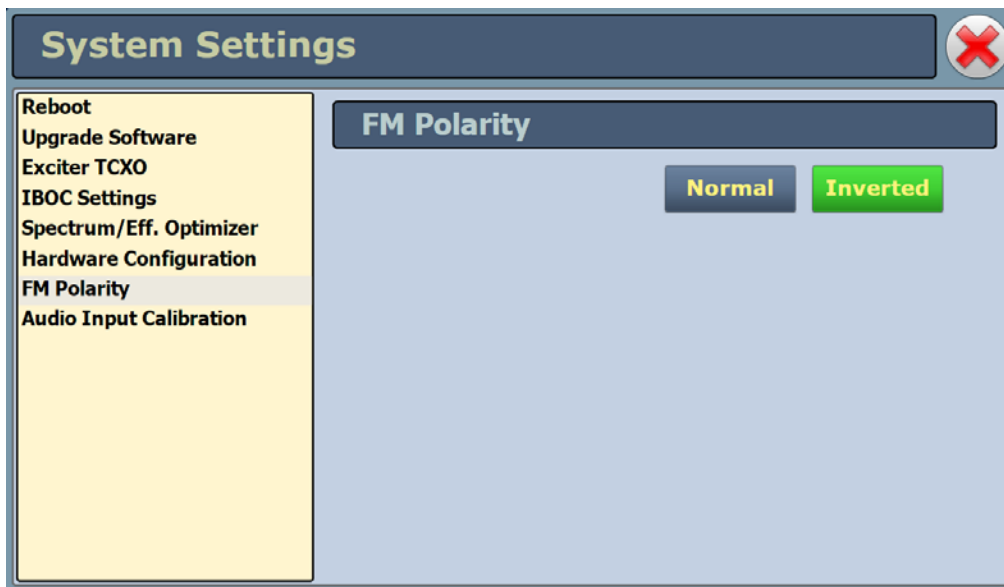 System Settings
Reboot
Upgrade Software
Exciter TCXO
IBOC Settings
Spectrum/Eff. Optimizer
Hardware Configuration
FM Polarity
Audio Input Calibration
FM Polarity
Normal Inverted